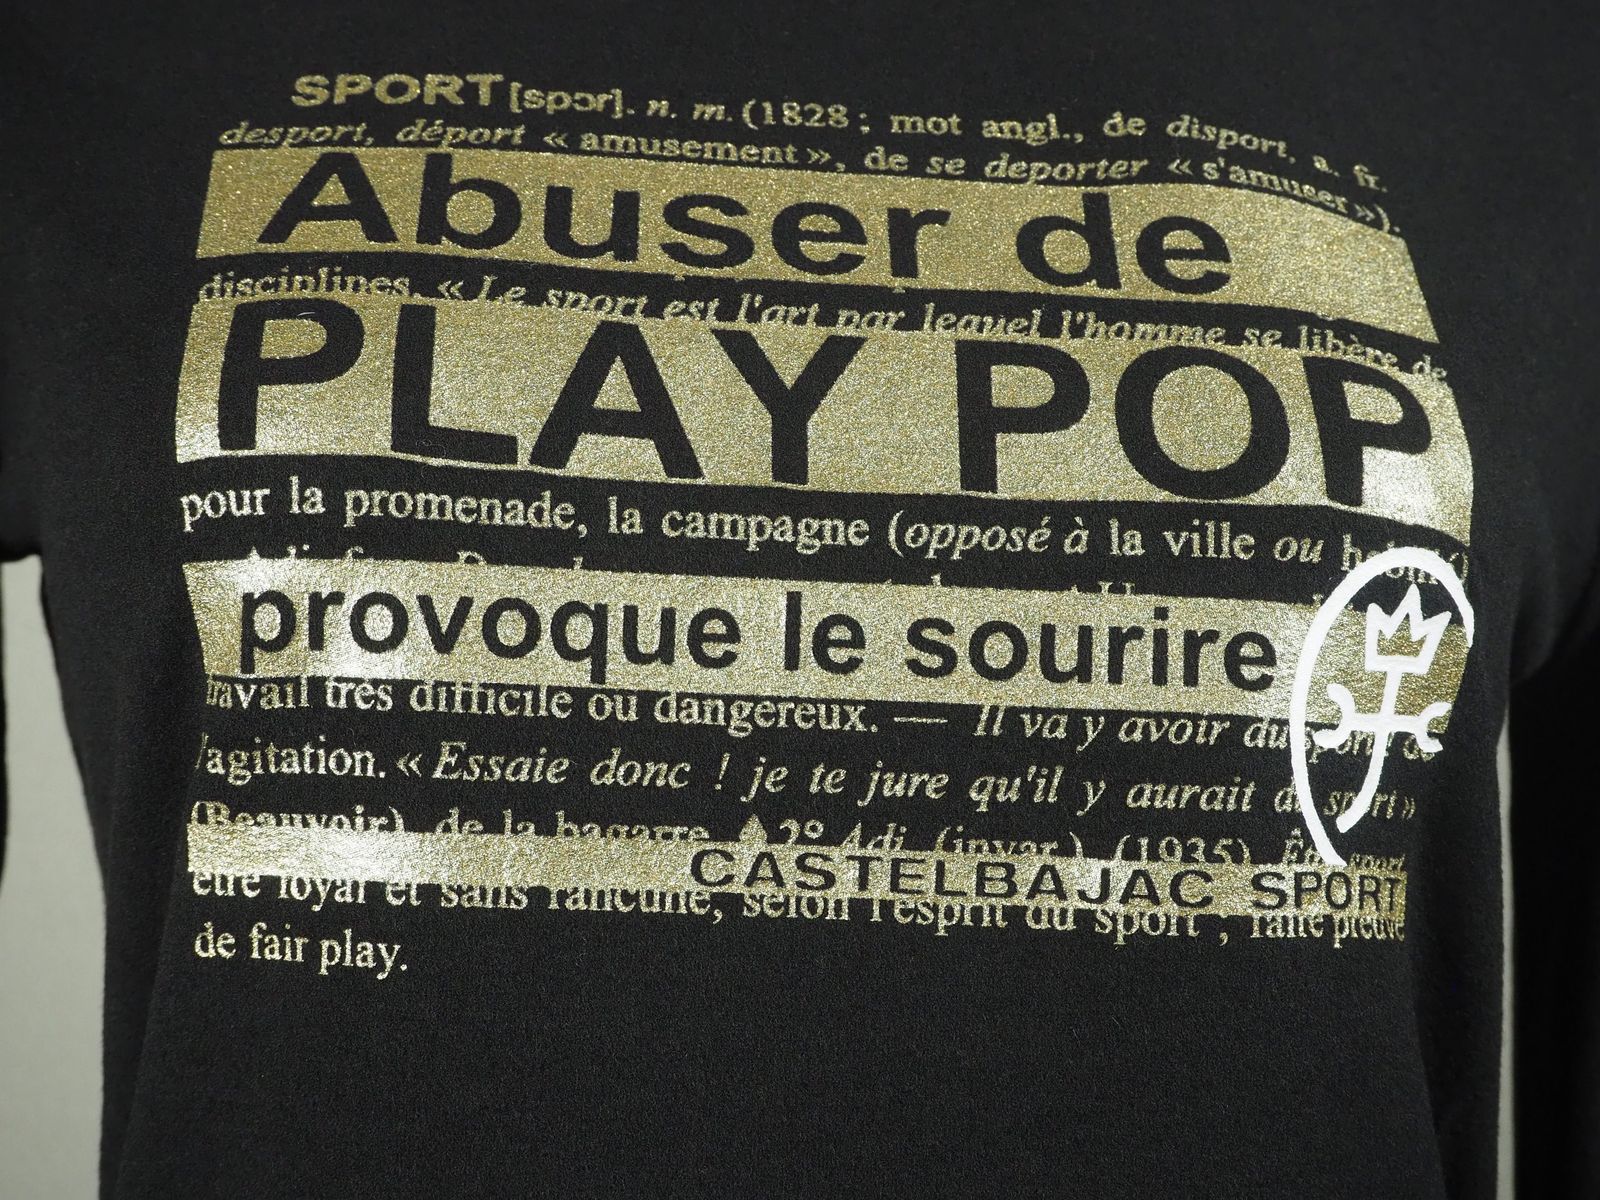 SPORT [spɔr]. n. m. (1828 ; mot angl., de disport, a. fr.
desport, déport « amusement », de se deporter « s'amuser »).
Abuser de
disciplines. « Le sport est l'art par lequel l'homme se libère de
PLAY POP
pour la promenade, la campagne (opposé à la ville ou
provoque le sourire
travail très difficile ou dangereux. — Il va y avoir du sport de
l'agitation. « Essaie donc ! je te jure qu'il y aurait du sport »
(Beauvoir), de la bagarre. ♦ 2° Adj. (invar.) (1935). Être sport
CASTELBAJAC SPORT
être loyal et sans rancune, selon l'esprit du sport ; faire preuve
de fair play.